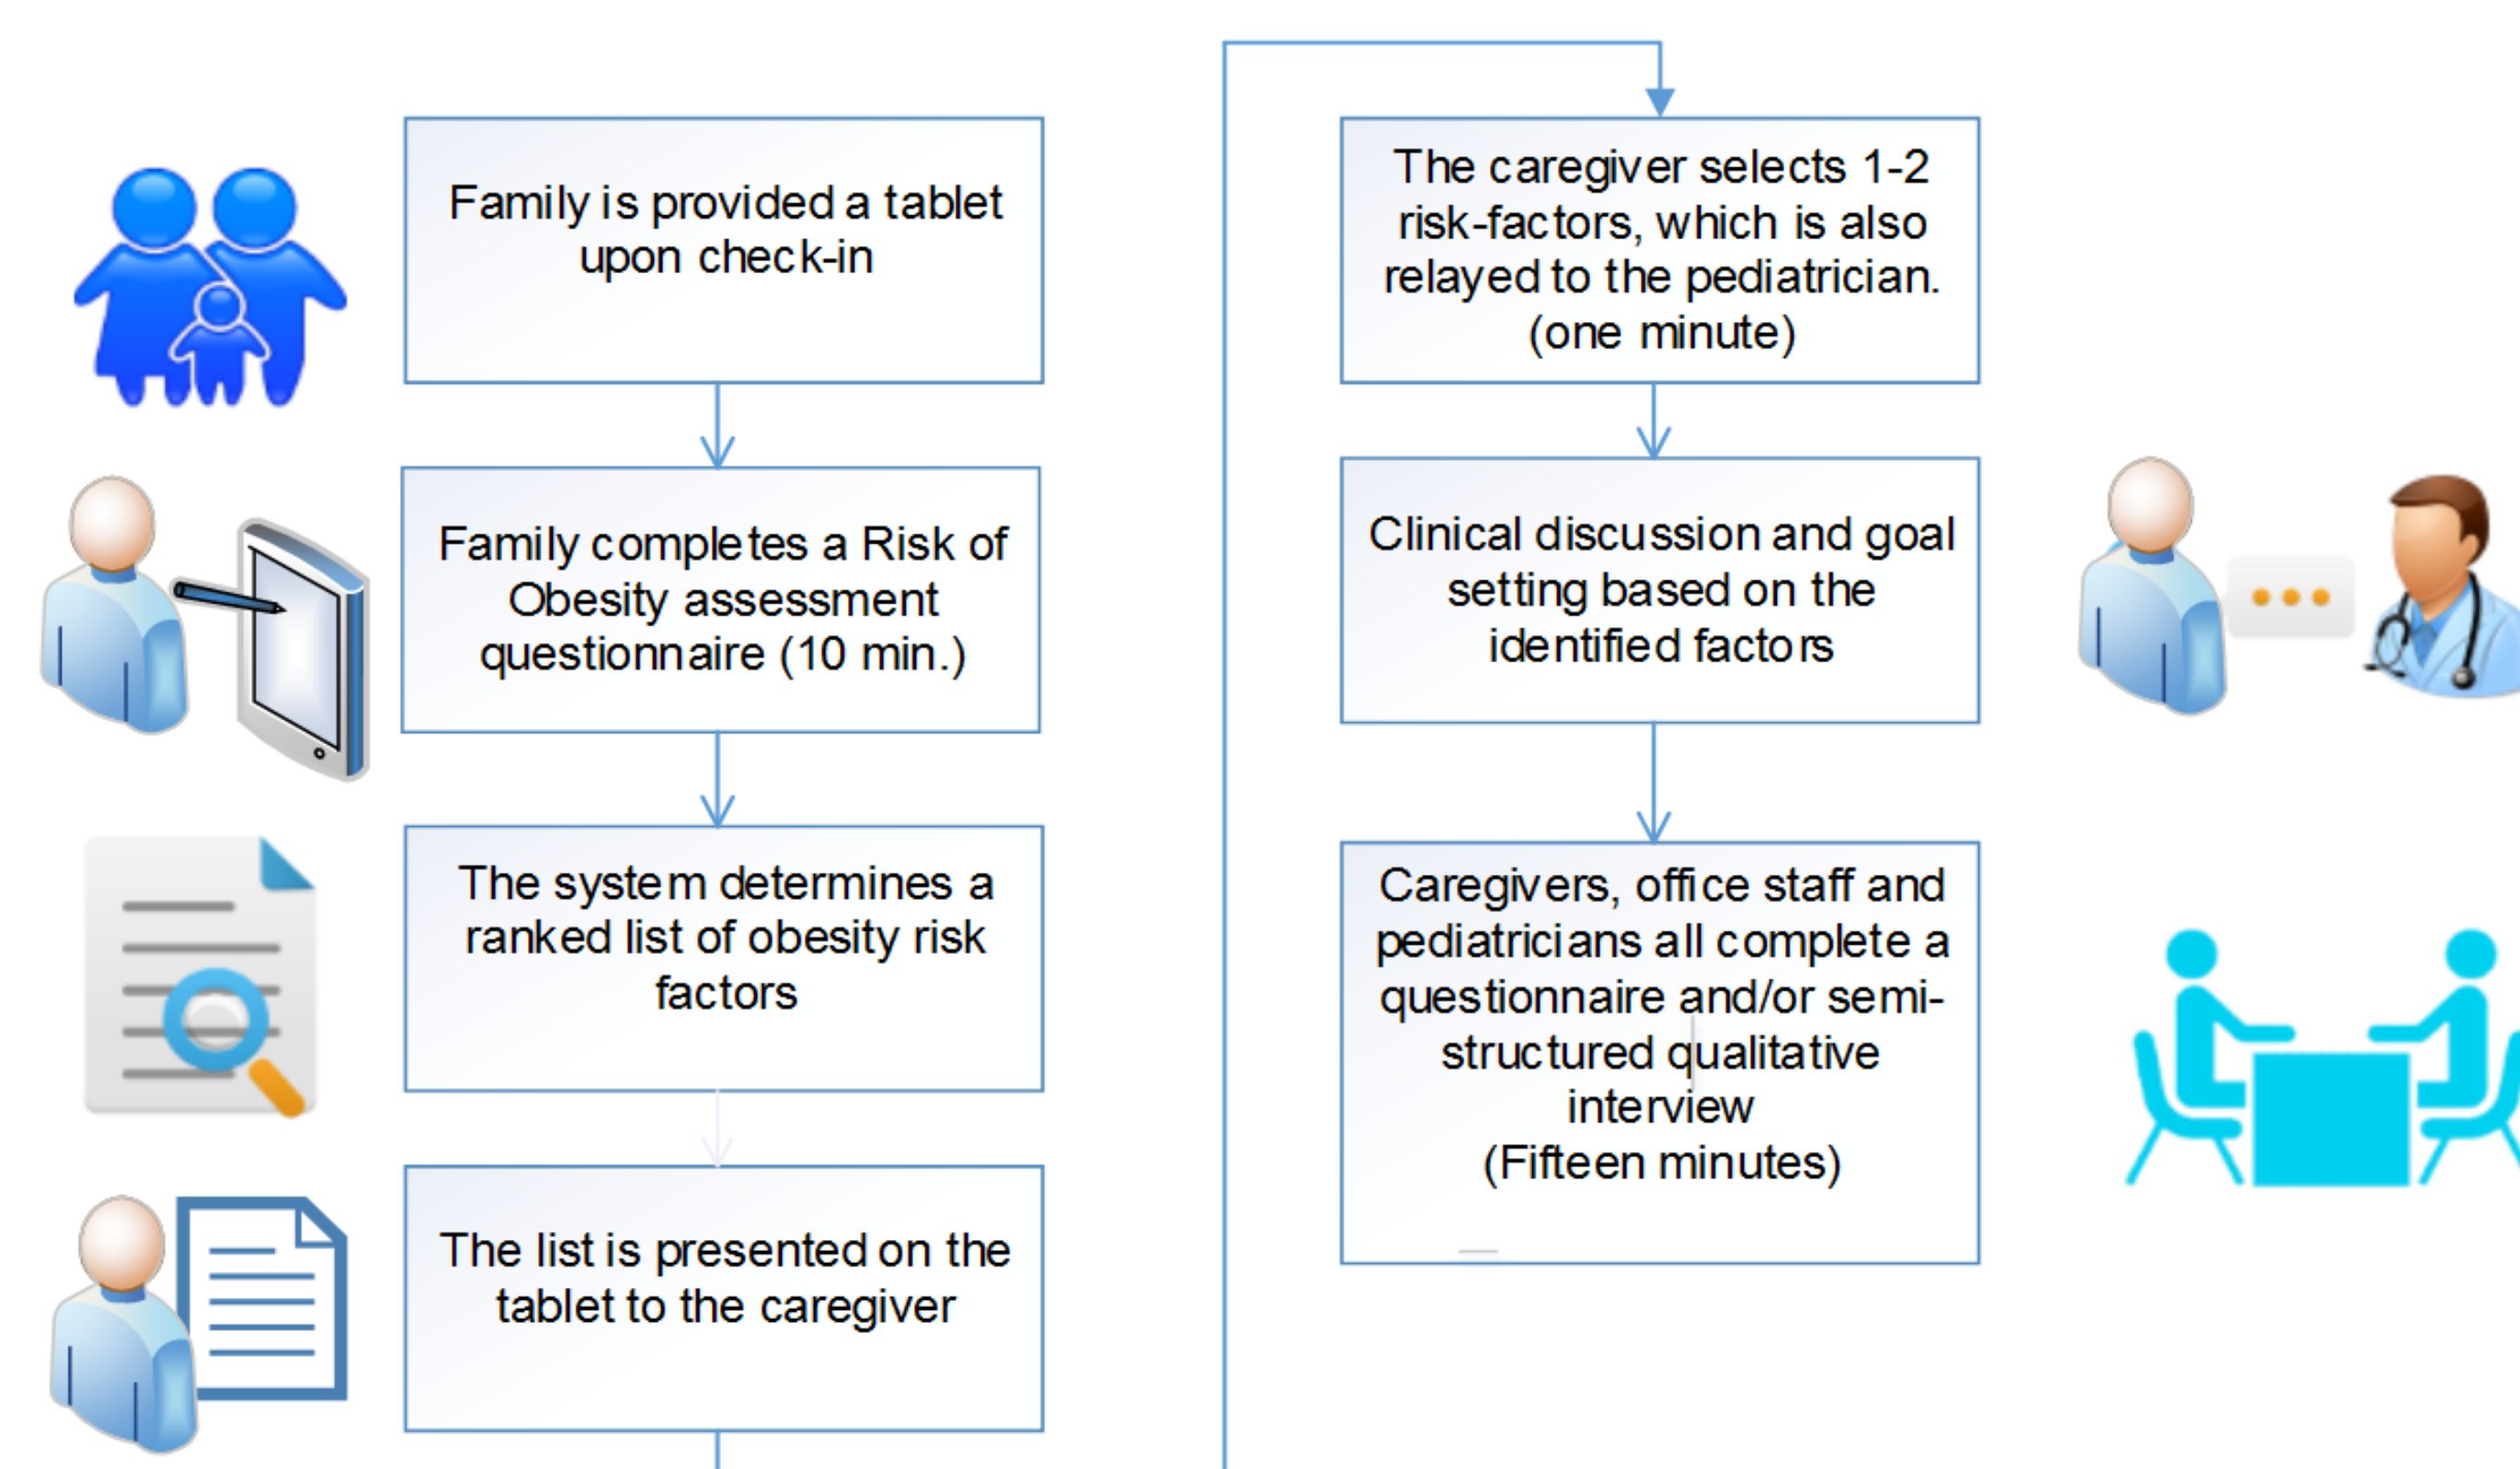 Family is provided a tablet
upon check-in
Family completes a Risk of
Obesity assessment
questionnaire (10 min.)
The system determines a
ranked list of obesity risk
factors
The list is presented on the
tablet to the caregiver
The caregiver selects 1-2
risk-factors, which is also
relayed to the pediatrician.
(one minute)
Clinical discussion and goal
setting based on the
identified factors
Caregivers, office staff and
pediatricians all complete a
questionnaire and/or semi-
structured qualitative
interview
(Fifteen minutes)